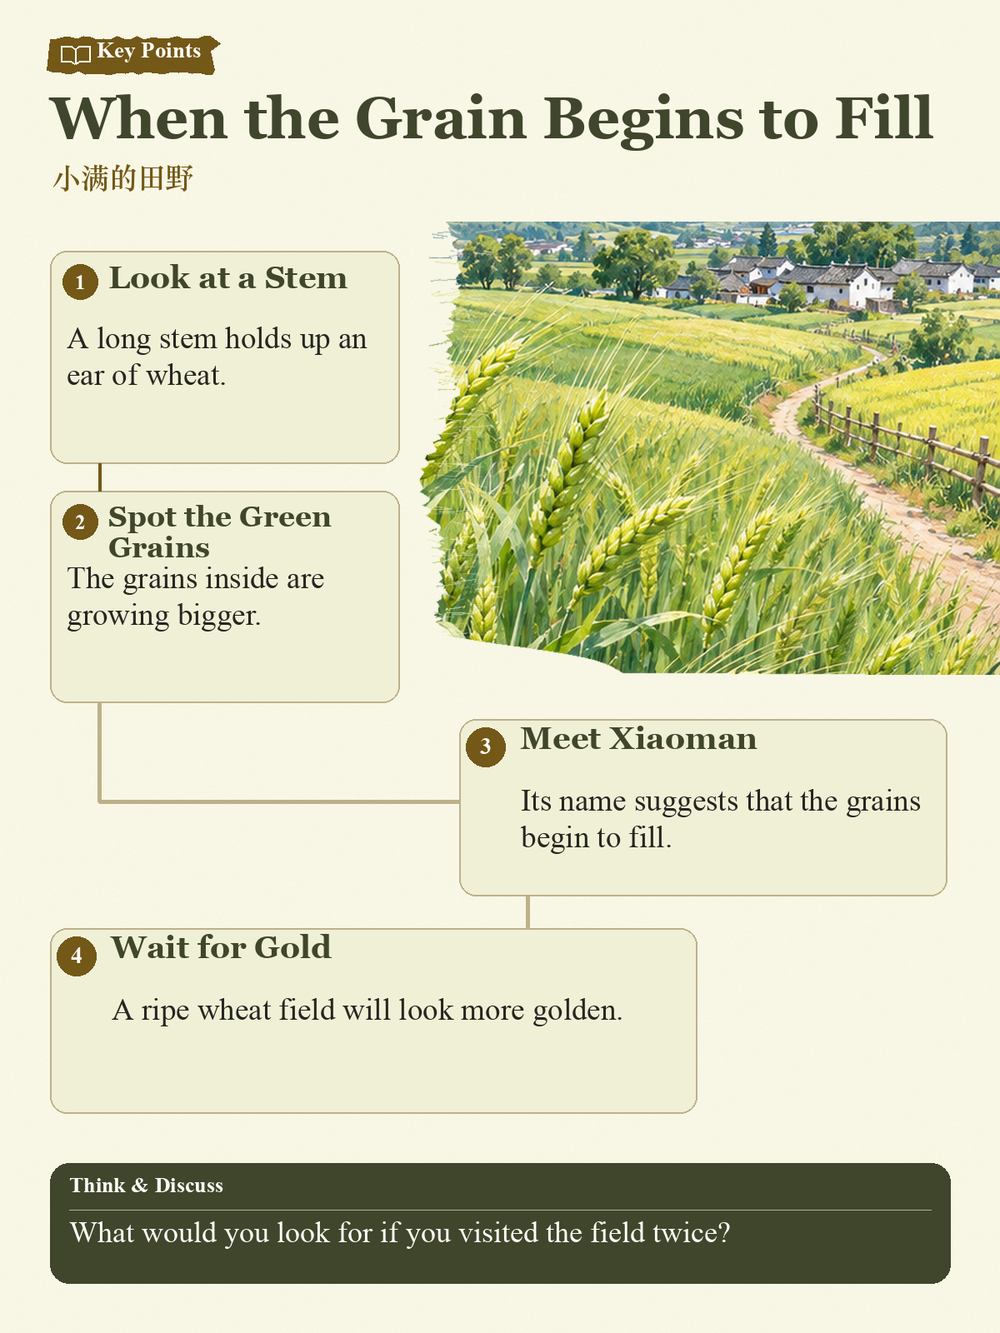 Key Points
When the Grain Begins to Fill
小满的田野
1 Look at a Stem
A long stem holds up an
ear of wheat.
2 Spot the Green
Grains
The grains inside are
growing bigger.
3 Meet Xiaoman
Its name suggests that the grains
begin to fill.
4 Wait for Gold
A ripe wheat field will look more golden.
Think & Discuss
What would you look for if you visited the field twice?